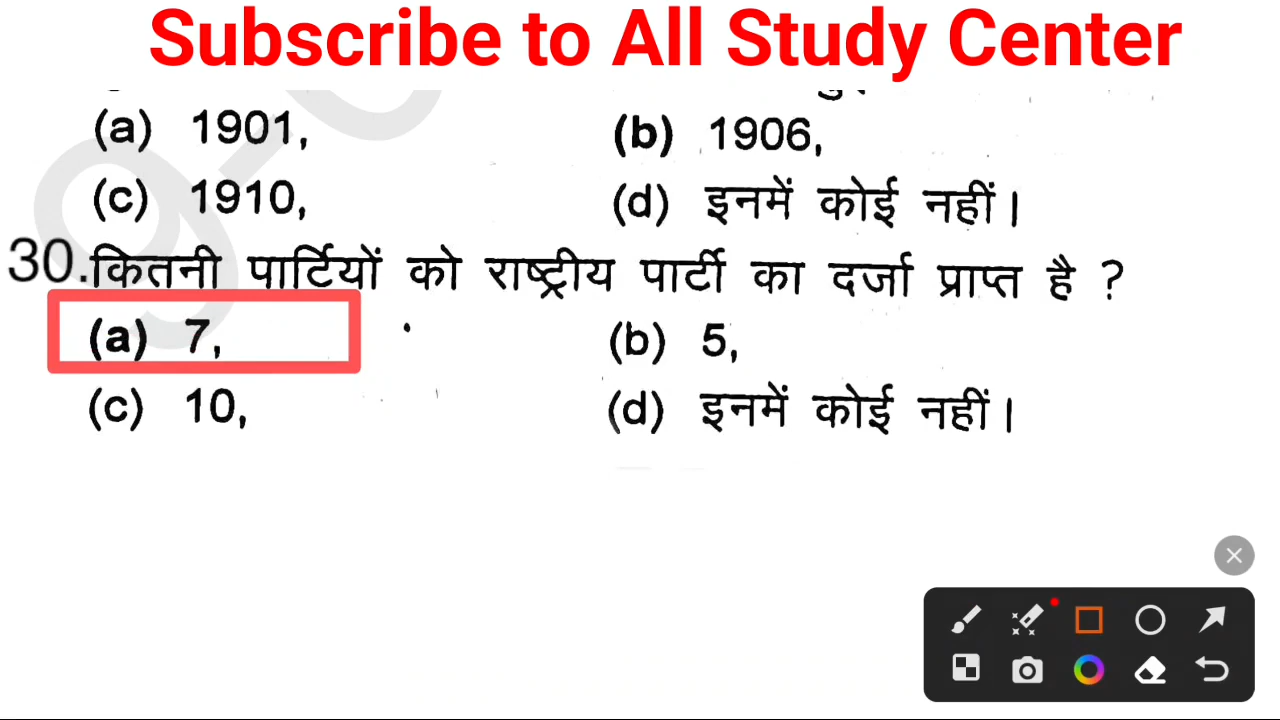 Subscribe to All Study Center
(a) 1901, (b) 1906,
(c) 1910, (d) इनमें कोई नहीं।
30.कितनी पार्टियों को राष्ट्रीय पार्टी का दर्जा प्राप्त है ?
(a) 7, (b) 5,
(c) 10, (d) इनमें कोई नहीं।